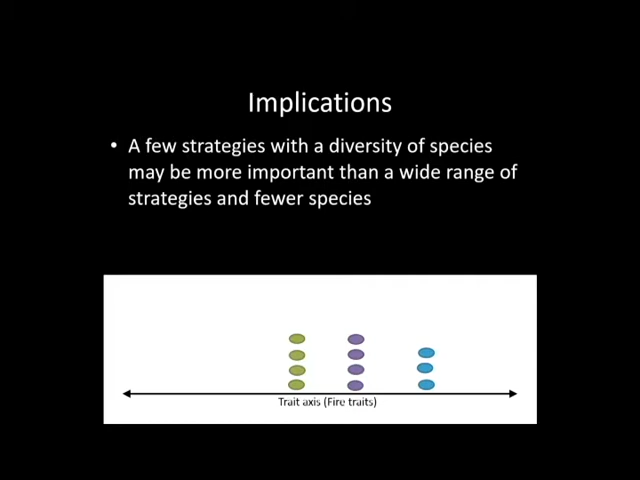 Implications
• A few strategies with a diversity of species
may be more important than a wide range of
strategies and fewer species
Trait axis (Fire traits)